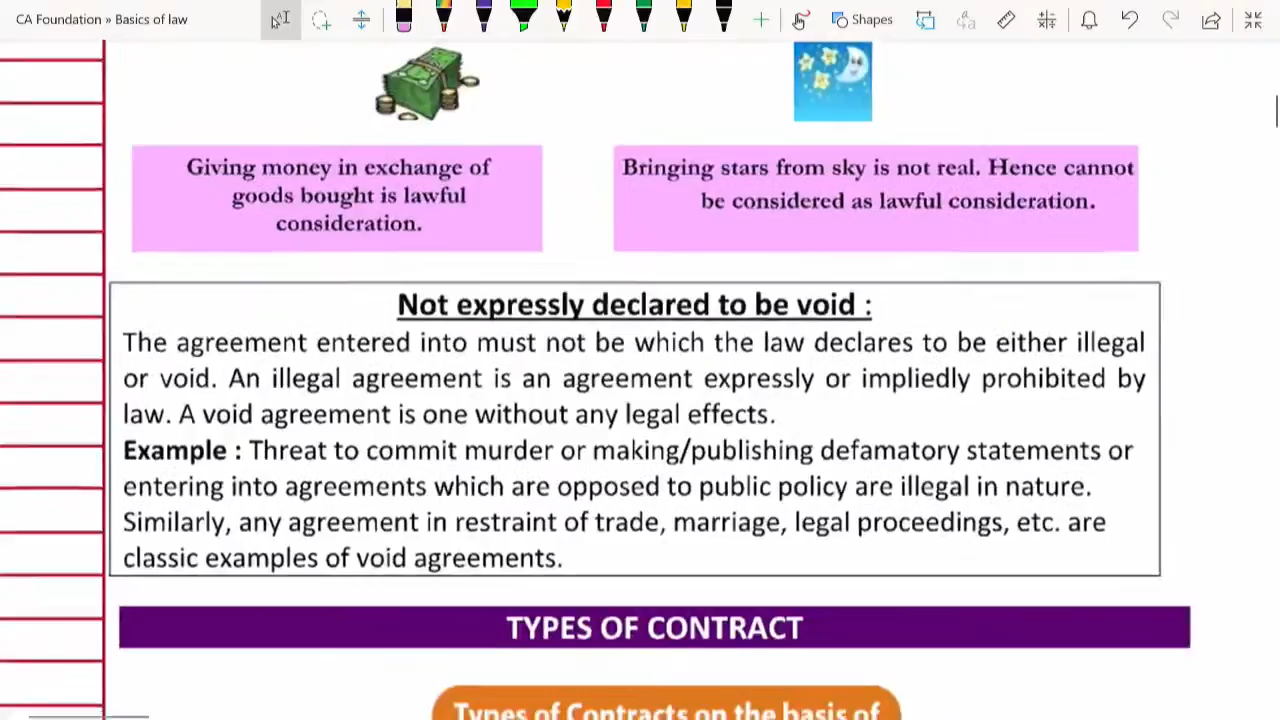 CA Foundation » Basics of law
Shapes
Giving money in exchange of
goods bought is lawful
consideration.
Bringing stars from sky is not real. Hence cannot
be considered as lawful consideration.
Not expressly declared to be void :
The agreement entered into must not be which the law declares to be either illegal
or void. An illegal agreement is an agreement expressly or impliedly prohibited by
law. A void agreement is one without any legal effects.
Example : Threat to commit murder or making/publishing defamatory statements or
entering into agreements which are opposed to public policy are illegal in nature.
Similarly, any agreement in restraint of trade, marriage, legal proceedings, etc. are
classic examples of void agreements.
TYPES OF CONTRACT
Types of Contracts on the basis of